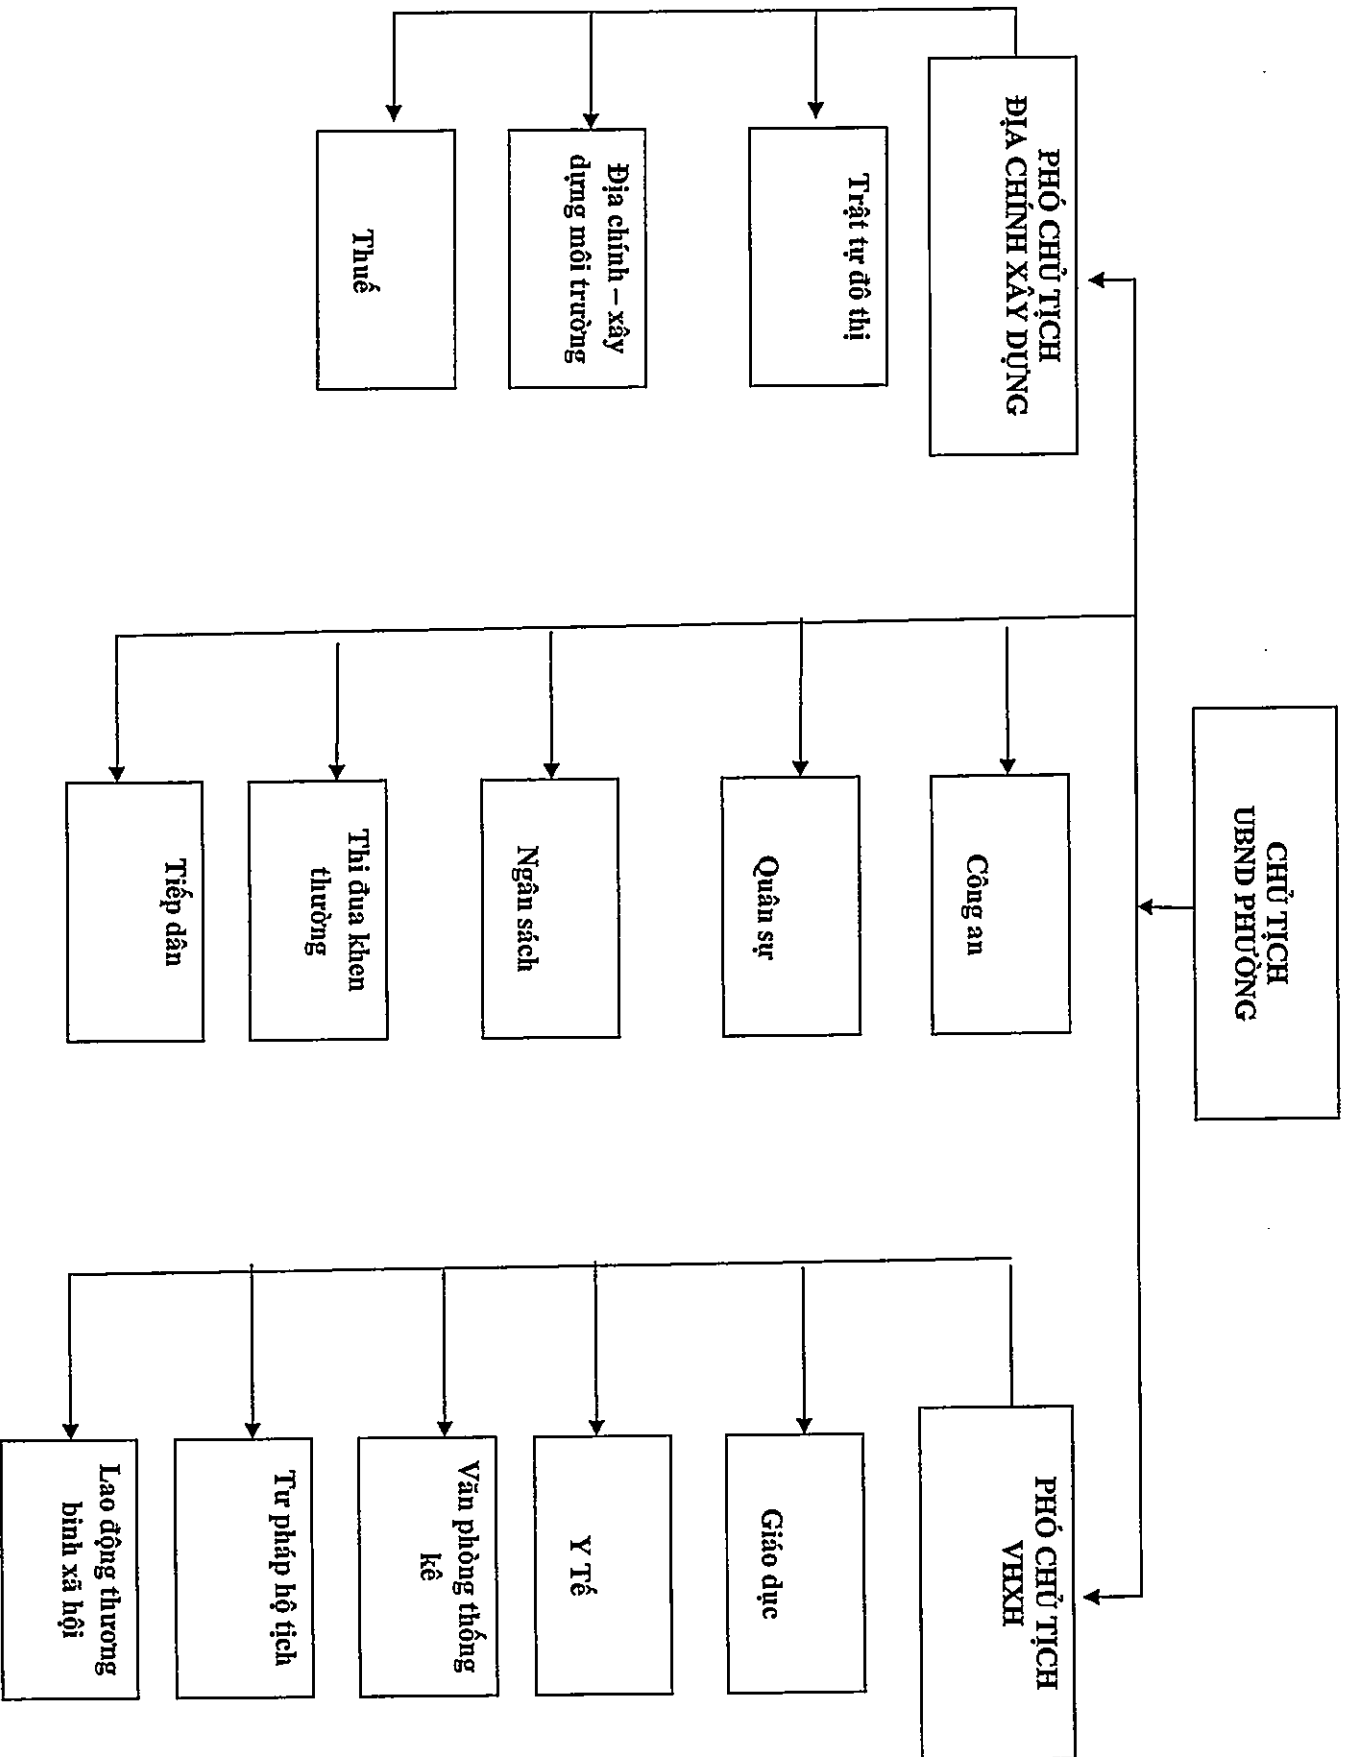 CHỦ TỊCH
UBND PHƯỜNG
PHÓ CHỦ TỊCH
ĐỊA CHÍNH XÂY DỰNG
Trật tự đô thị
Địa chính – xây
dựng môi trường
Thuế
Công an
Quân sự
Ngân sách
Thi đua khen
thưởng
Tiếp dân
PHÓ CHỦ TỊCH
VHXH
Giáo dục
Y Tế
Văn phòng thống
kê
Tư pháp hộ tịch
Lao động thương
binh xã hội